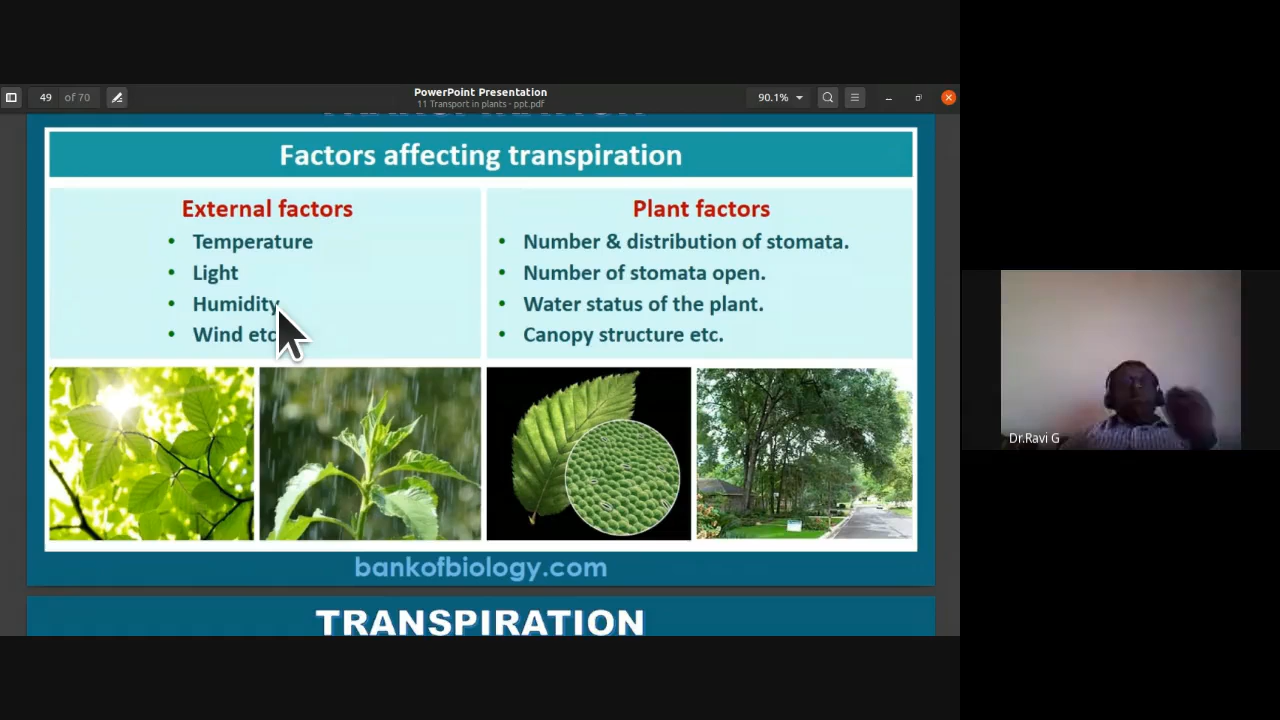 PowerPoint Presentation
49 of 70
11 Transport in plants - ppt.pdf
90.1%
TRANSPIRATION
Factors affecting transpiration
External factors
• Temperature
• Light
• Humidity
• Wind etc
Plant factors
• Number & distribution of stomata.
• Number of stomata open.
• Water status of the plant.
• Canopy structure etc.
Dr.Ravi G
bankofbiology.com
TRANSPIRATION